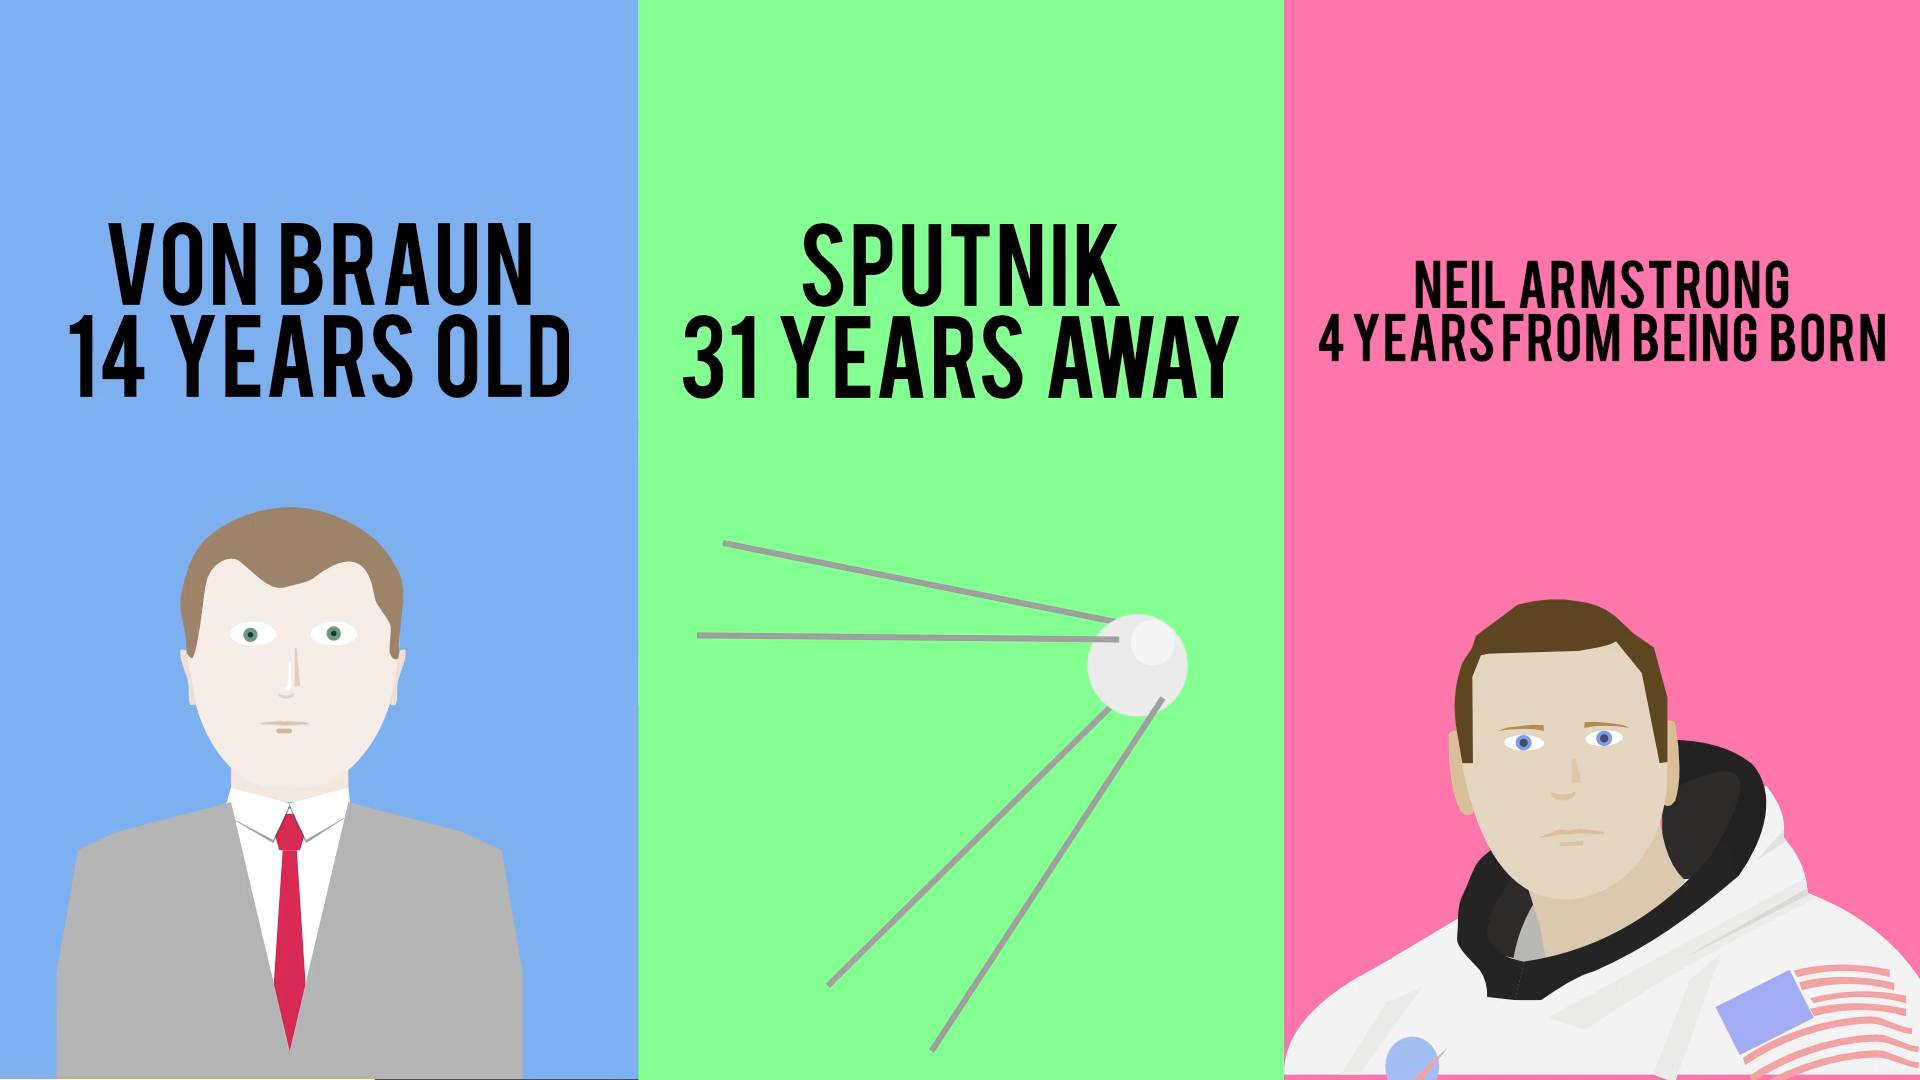 VON BRAUN
14 YEARS OLD
SPUTNIK
31 YEARS AWAY
NEIL ARMSTRONG
4 YEARS FROM BEING BORN